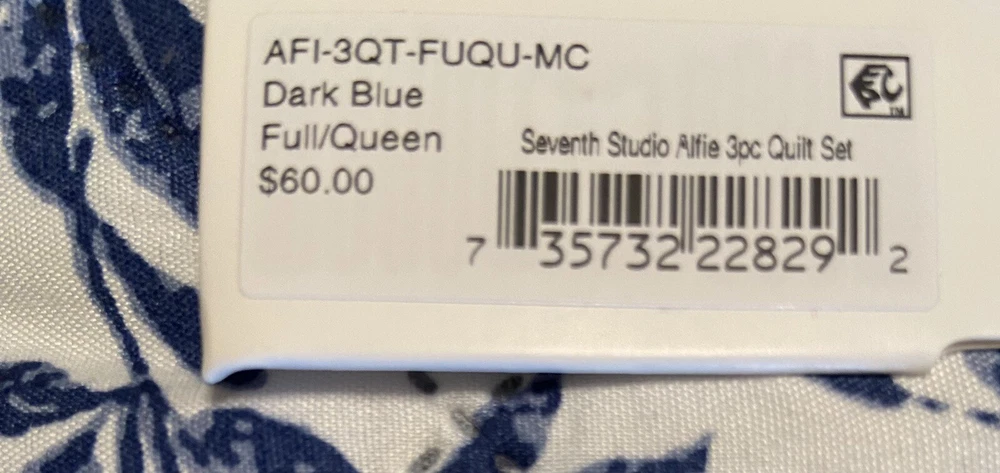 AFI-3QT-FUQU-MC
Dark Blue
Full/Queen
$60.00
Seventh Studio Alfie 3pc Quilt Set
7 35732 22829 2